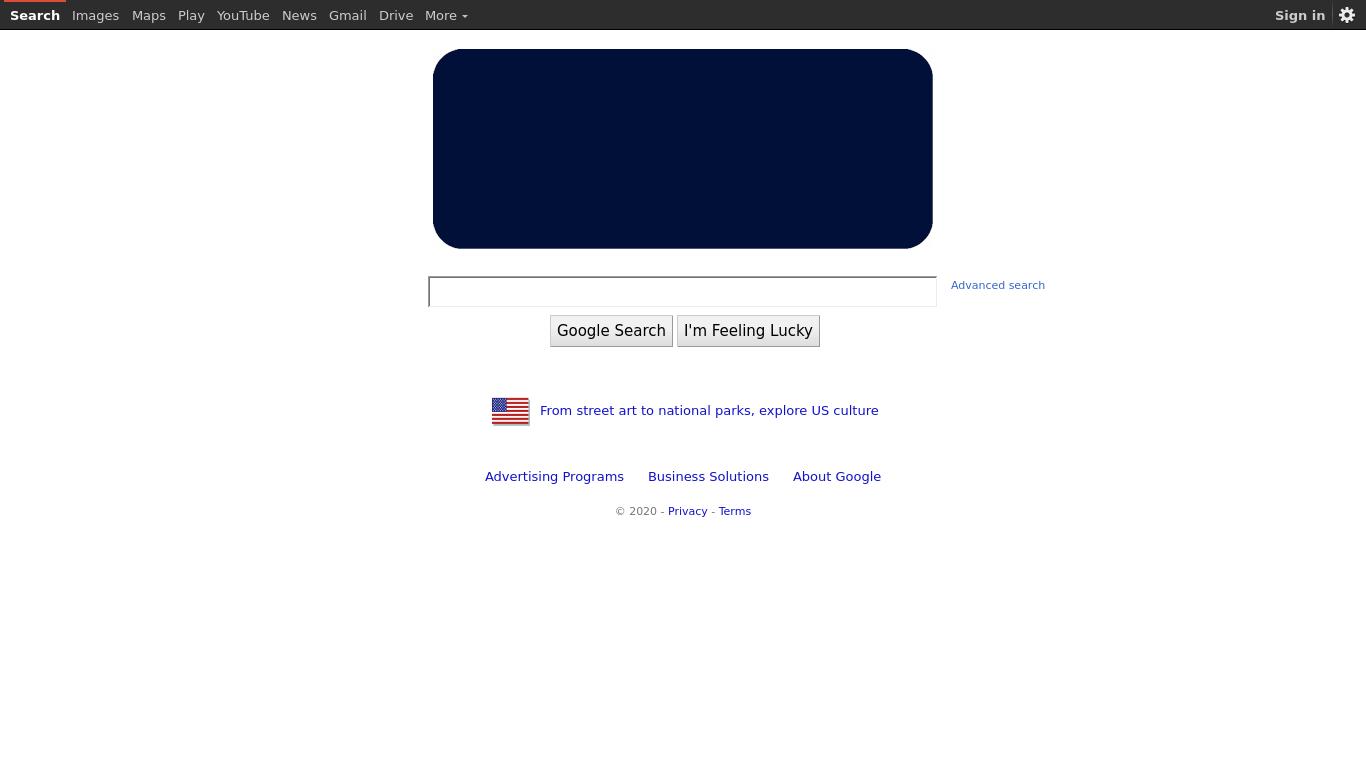 Search Images Maps Play YouTube News Gmail Drive More Sign in
Advanced search
Google Search I'm Feeling Lucky
From street art to national parks, explore US culture
Advertising Programs Business Solutions About Google
© 2020 - Privacy - Terms